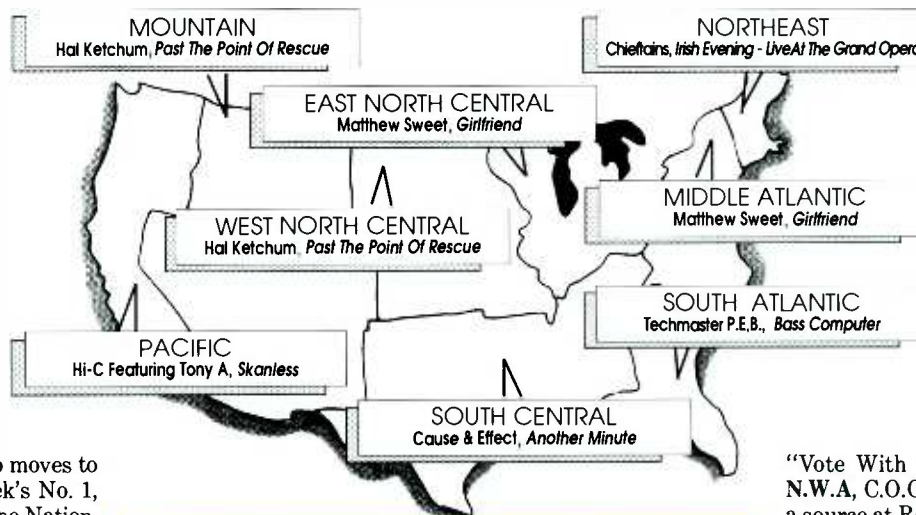 MOUNTAIN
Hal Ketchum, Past The Point Of Rescue
NORTHEAST
Chieftains, Irish Evening - Live At The Grand Opera
EAST NORTH CENTRAL
Matthew Sweet, Girlfriend
MIDDLE ATLANTIC
Matthew Sweet, Girlfriend
WEST NORTH CENTRAL
Hal Ketchum, Past The Point Of Rescue
SOUTH ATLANTIC
Techmaster P.E.B., Bass Computer
PACIFIC
Hi-C Featuring Tony A, Skanless
SOUTH CENTRAL
Cause & Effect, Another Minute
moves to
ek's No. 1,
"Vote With
N.W.A, C.O.C